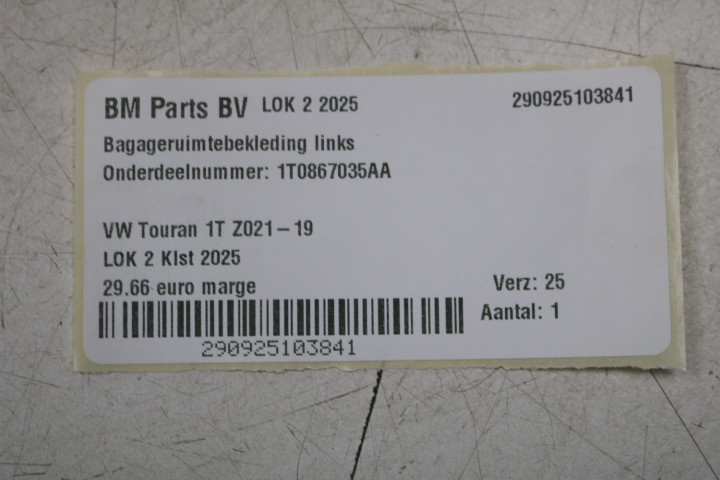 BM Parts BV LOK 2 2025 290925103841
Bagageruimtebekleding links
Onderdeelnummer: 1T0867035AA
VW Touran 1T Z021-19
LOK 2 Klst 2025
29.66 euro marge Verz: 25
Aantal: 1
290925103841